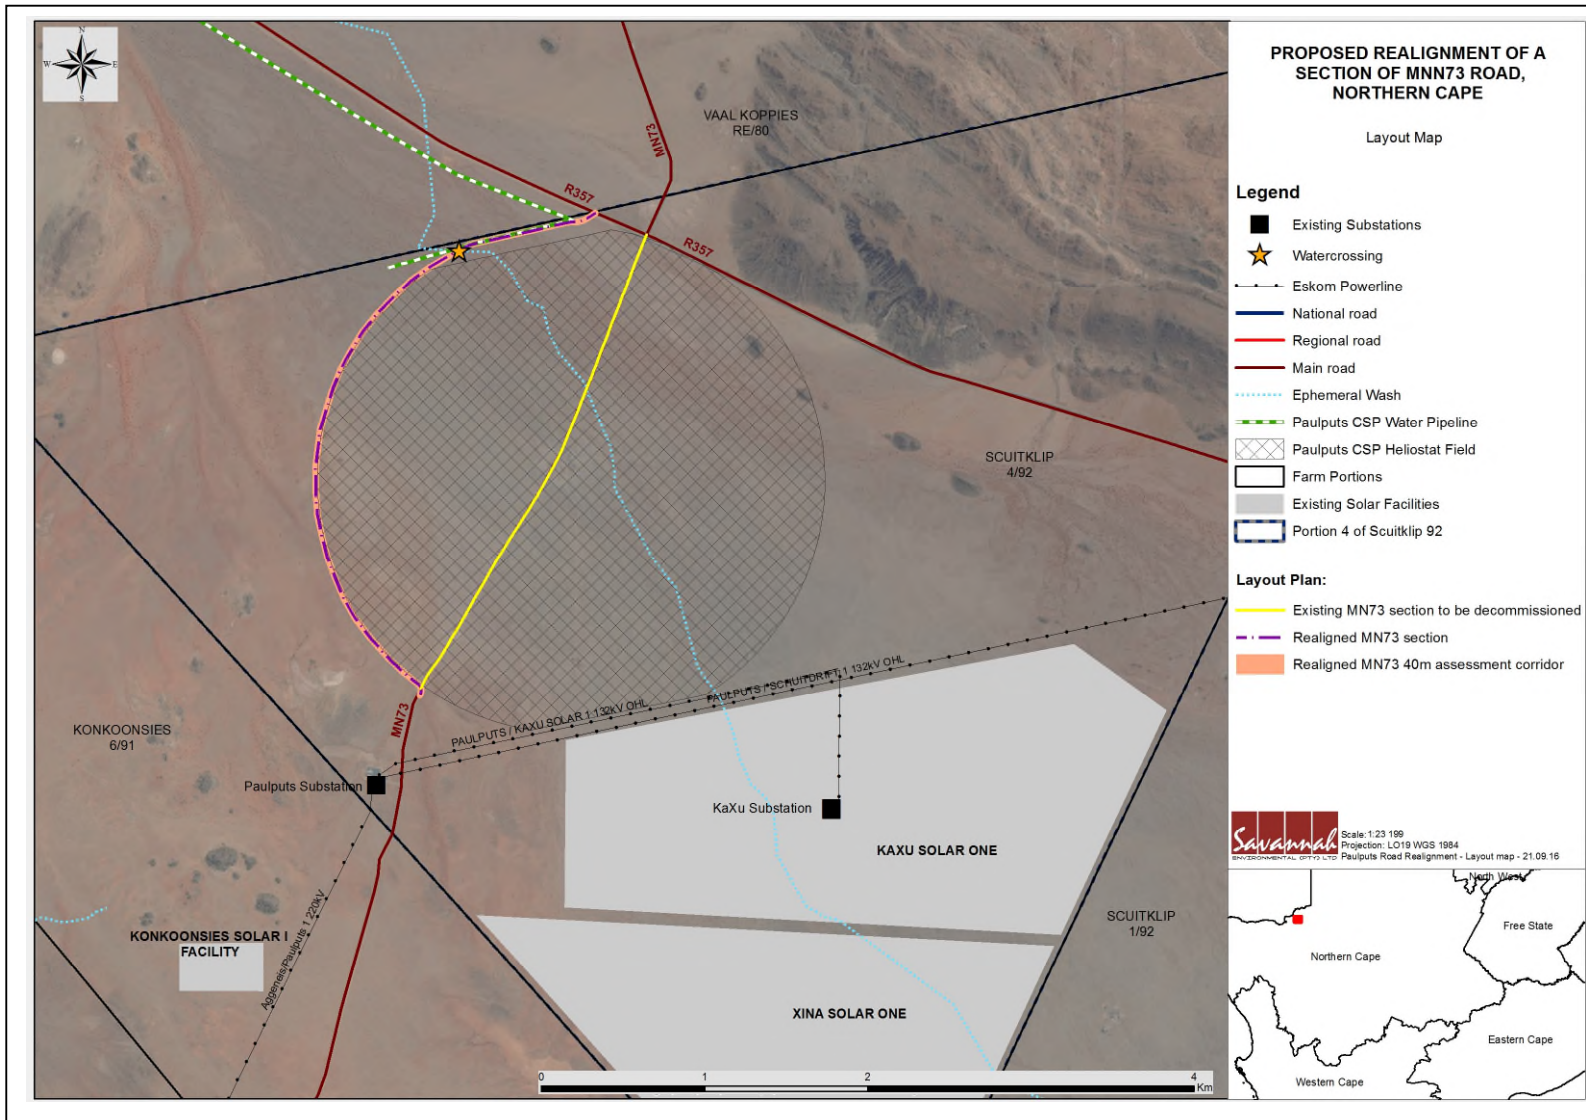 PROPOSED REALIGNMENT OF A
SECTION OF MNN73 ROAD,
NORTHERN CAPE
Layout Map
Legend
Existing Substations
Watercrossing
Eskom Powerline
National road
Regional road
Main road
Ephemeral Wash
Paulputs CSP Water Pipeline
Paulputs CSP Heliostat Field
Farm Portions
Existing Solar Facilities
Portion 4 of Scuitklip 92
Layout Plan:
Existing MN73 section to be decommissioned
Realigned MN73 section
Realigned MN73 40m assessment corridor
Savannah
ENVIRONMENTAL (PTY) LTD
Scale: 1:23 199
Projection: LO19 WGS 1984
Paulputs Road Realignment - Layout map - 21.09.16
North West
Free State
Northern Cape
Eastern Cape
Western Cape
N
W
E
S
VAAL KOPPIES
RE/80
MN73
R357
R357
SCUITKLIP
4/92
PAULPUTS / SCHUITDRIFT 1 132kV OHL
PAULPUTS / KAXU SOLAR 1 132kV OHL
MN73
KONKOONSIES
6/91
Paulputs Substation
KaXu Substation
KAXU SOLAR ONE
SCUITKLIP
1/92
KONKOONSIES SOLAR I
FACILITY
Aggeneis/Paulputs 1 220kV
XINA SOLAR ONE
0
1
2
4
Km